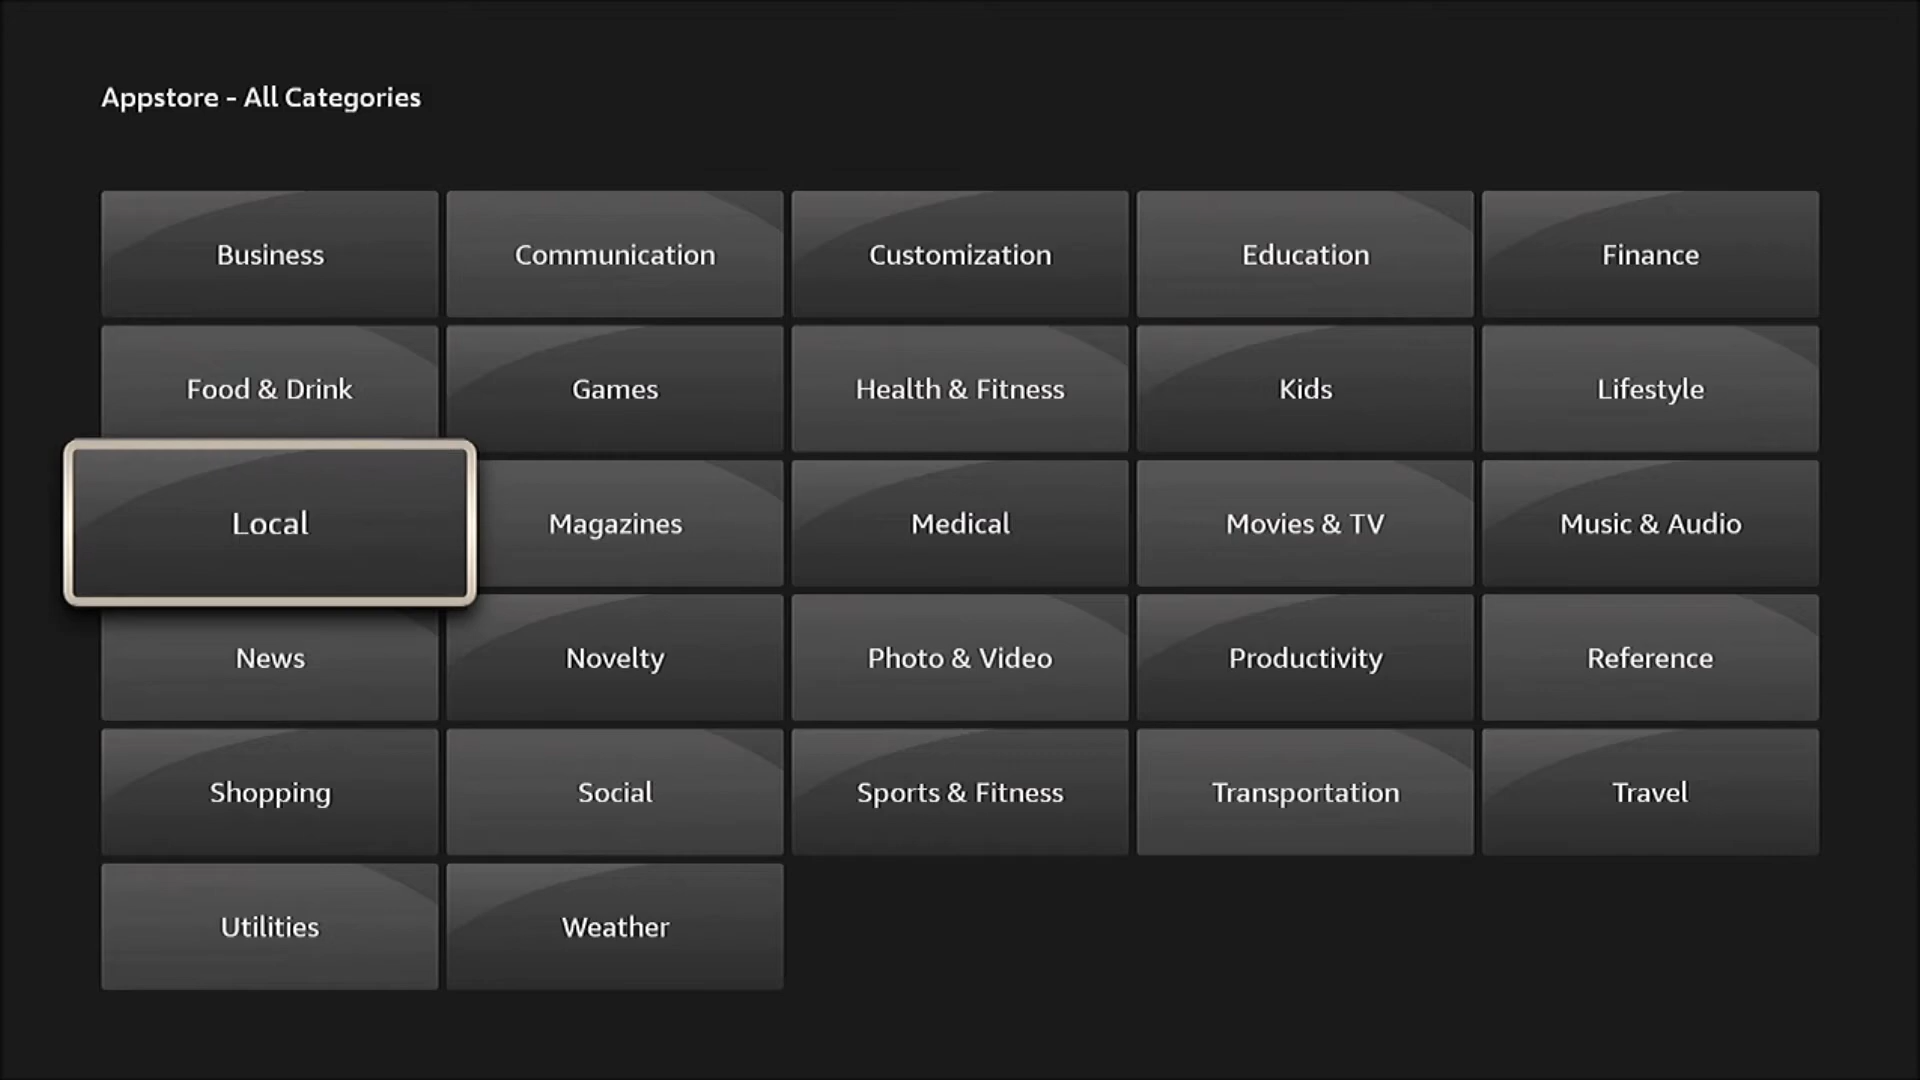 Appstore - All Categories
Business
Communication
Customization
Education
Finance
Food & Drink
Games
Health & Fitness
Kids
Lifestyle
Local
Magazines
Medical
Movies & TV
Music & Audio
News
Novelty
Photo & Video
Productivity
Reference
Shopping
Social
Sports & Fitness
Transportation
Travel
Utilities
Weather